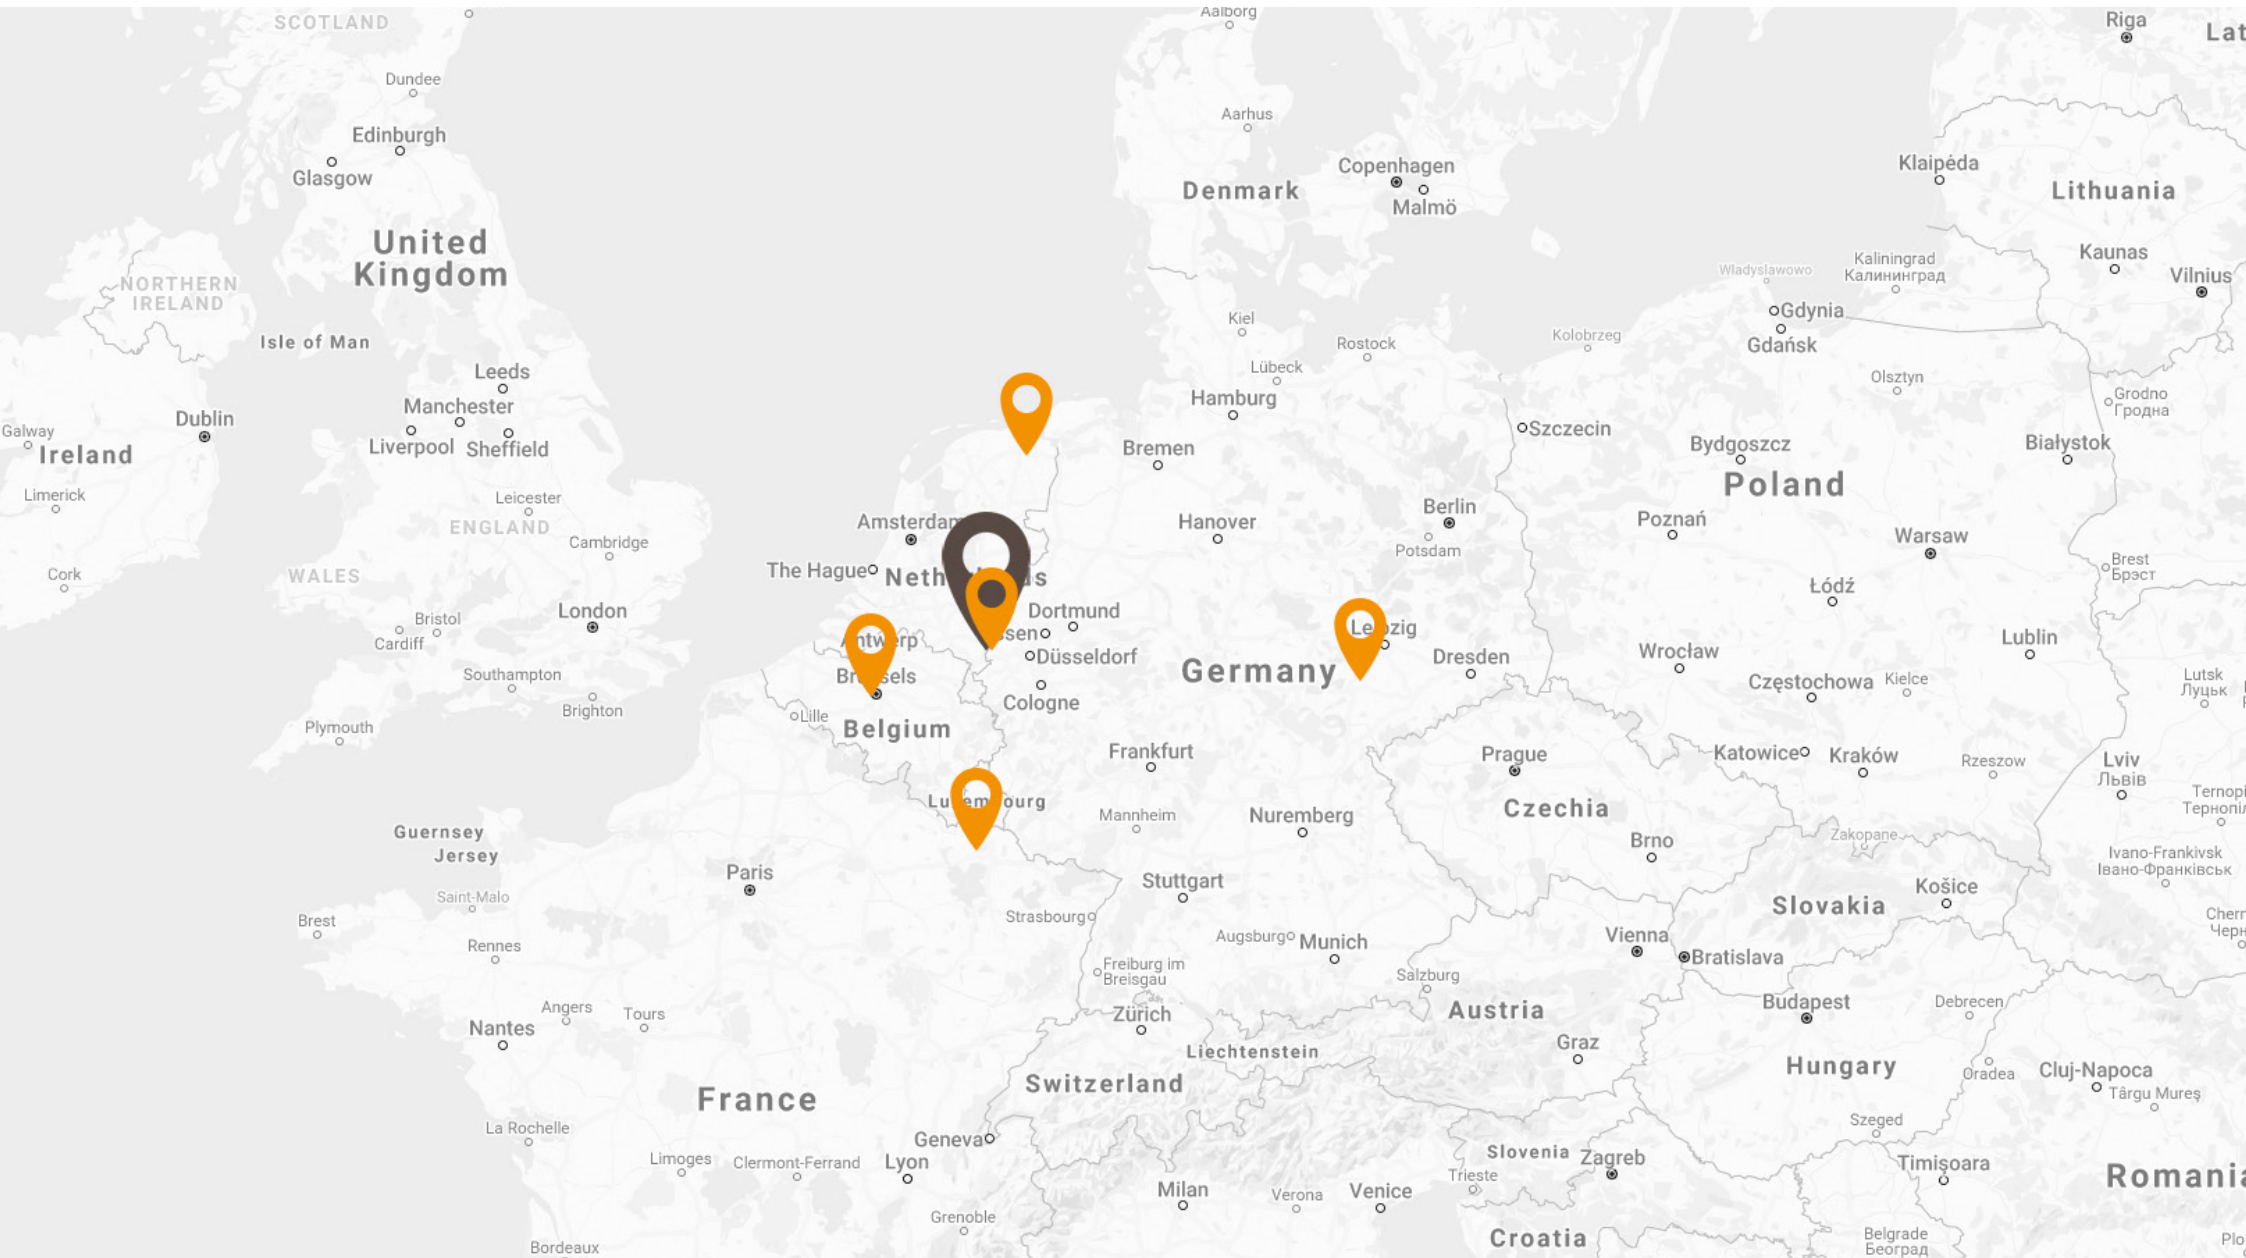 SCOTLAND
Aalborg
Riga
Lat
Dundee
Aarhus
Edinburgh
Glasgow
Copenhagen
Malmö
Denmark
Klaipėda
Lithuania
United
Kingdom
NORTHERN
IRELAND
Kaunas
Vilnius
Kaliningrad
Калининград
Wladyslawowo
Gdynia
Gdańsk
Isle of Man
Kiel
Rostock
Kolobrzeg
Lübeck
Leeds
Manchester
Liverpool
Sheffield
Hamburg
Olsztyn
Grodno
Гродна
Dublin
Galway
Ireland
Szczecin
Bydgoszcz
Białystok
Bremen
Poland
Limerick
Leicester
ENGLAND
Berlin
Potsdam
Hanover
Poznań
Warsaw
Amsterdam
Cambridge
Brest
Брэст
Cork
WALES
The Hague
Łódź
Bristol
London
Dortmund
Cardiff
Düsseldorf
Germany
Dresden
Wrocław
Lublin
Southampton
Brighton
Cologne
Częstochowa
Kielce
Lutsk
Луцьк
Plymouth
Lille
Belgium
Frankfurt
Prague
Katowice
Kraków
Rzeszow
Lviv
Львів
Czechia
Mannheim
Nuremberg
Ternopi
Терноπіл
Guernsey
Jersey
Brno
Zakopane
Ivano-Frankivsk
Івано-Франківськ
Paris
Stuttgart
Košice
Slovakia
Saint-Malo
Brest
Strasbourg
Cherr
Черн
Rennes
Augsburg
Munich
Vienna
Bratislava
Freiburg im
Breisgau
Salzburg
Angers
Tours
Zürich
Austria
Budapest
Debrecen
Nantes
Liechtenstein
Graz
Hungary
Oradea
Cluj-Napoca
Târgu Mureș
Switzerland
France
La Rochelle
Geneva
Szeged
Slovenia
Zagreb
Limoges
Clermont-Ferrand
Lyon
Timișoara
Romania
Milan
Verona
Venice
Trieste
Grenoble
Croatia
Belgrade
Београд
Plo
Bordeaux